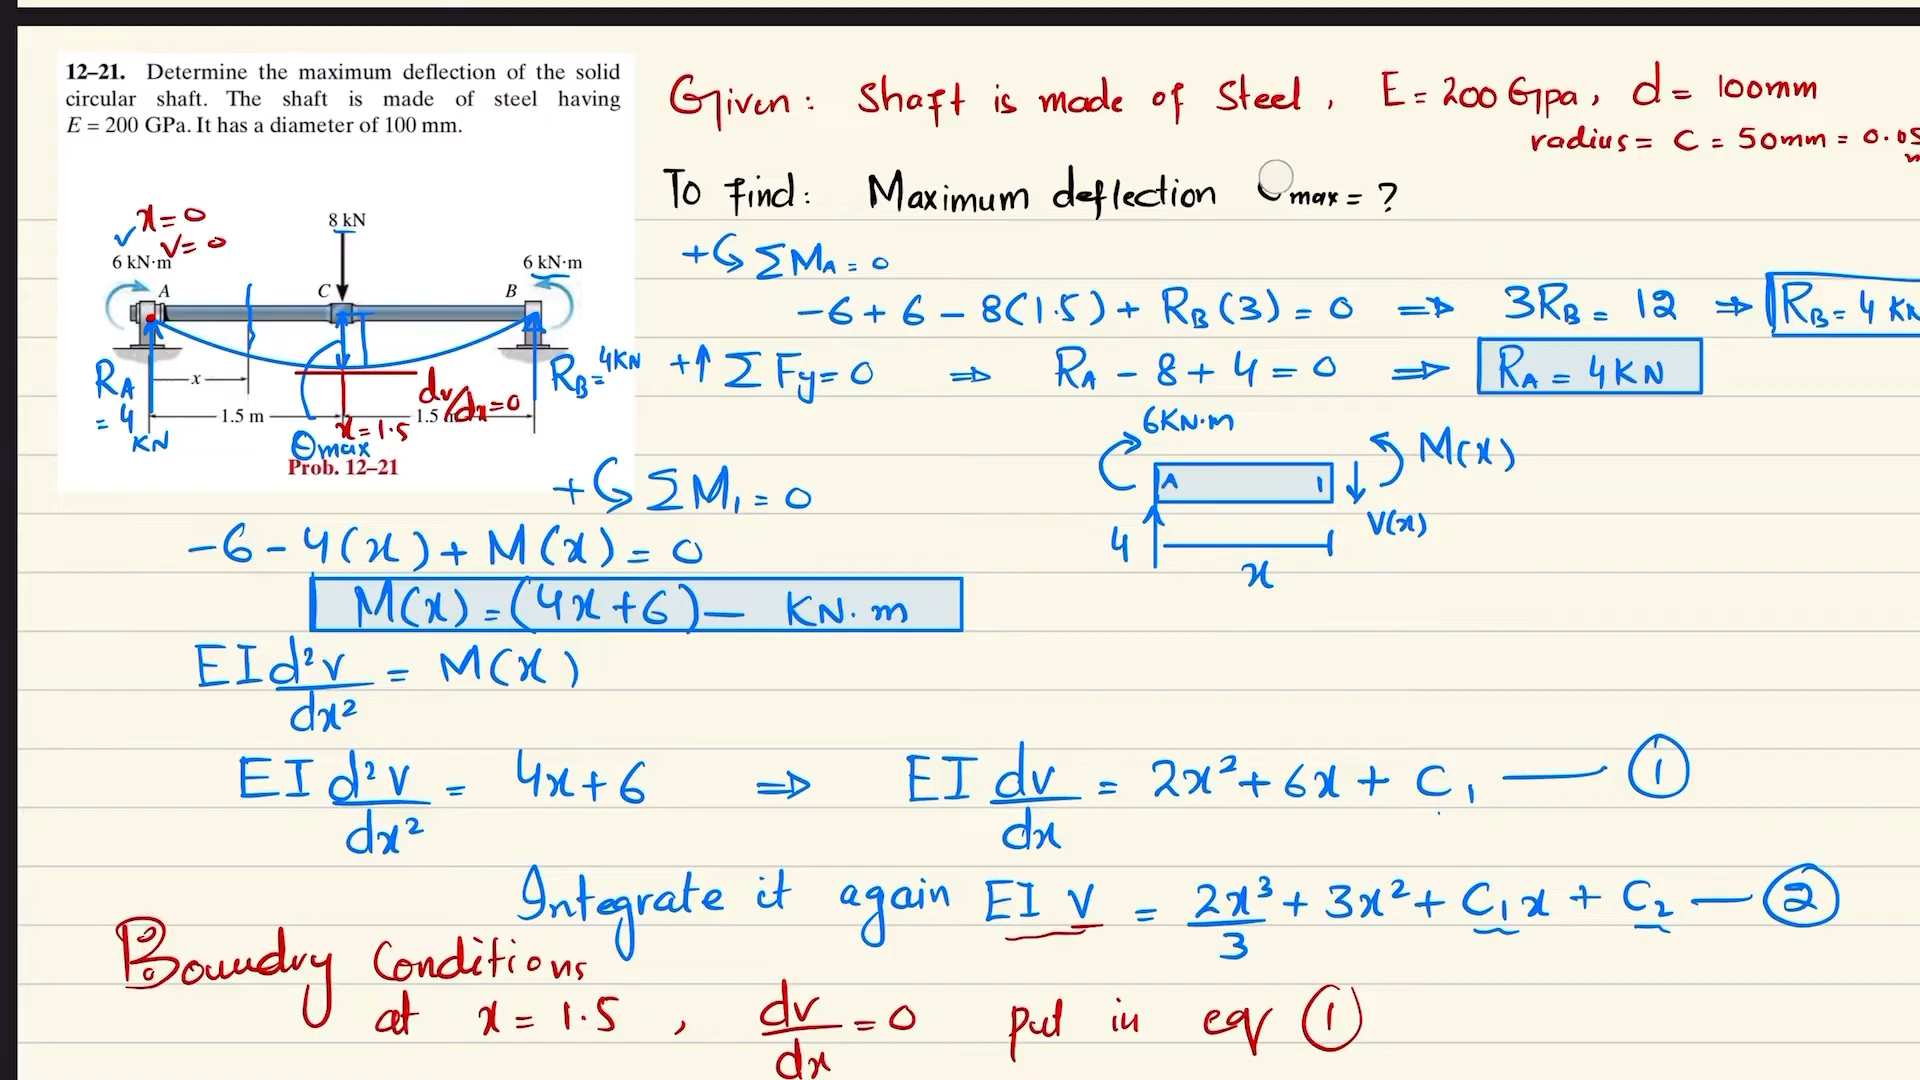 12–21. Determine the maximum deflection of the solid
circular shaft. The shaft is made of steel having
E = 200 GPa. It has a diameter of 100 mm.
Given: Shaft is made of Steel, E = 200 Gpa, d = 100mm
radius = C = 50mm = 0.05
m
To find: Maximum deflection max = ?
x = 0
v = 0
8 kN
6 kN·m
6 kN·m
A
C
B
RA
= 4
KN
RB = 4KN
x
dv/dx = 0
1.5 m
1.5
x = 1.5
θmax
Prob. 12–21
+ ΣMA = 0
-6 + 6 - 8(1.5) + RB(3) = 0 ⇒ 3RB = 12 ⇒ RB = 4 KN
+↑ ΣFy = 0 ⇒ RA - 8 + 4 = 0 ⇒ RA = 4KN
6KN·m
M(x)
A
1
V(x)
4
x
+ ΣM1 = 0
-6 - 4(x) + M(x) = 0
M(x) = (4x + 6) — KN·m
EI d²v/dx² = M(x)
EI d²v/dx² = 4x + 6 ⇒ EI dv/dx = 2x² + 6x + C1 — 1
Integrate it again EI V = 2x³/3 + 3x² + C1x + C2 — 2
Boundry Conditions
at x = 1.5 , dv/dx = 0 put in eq 1